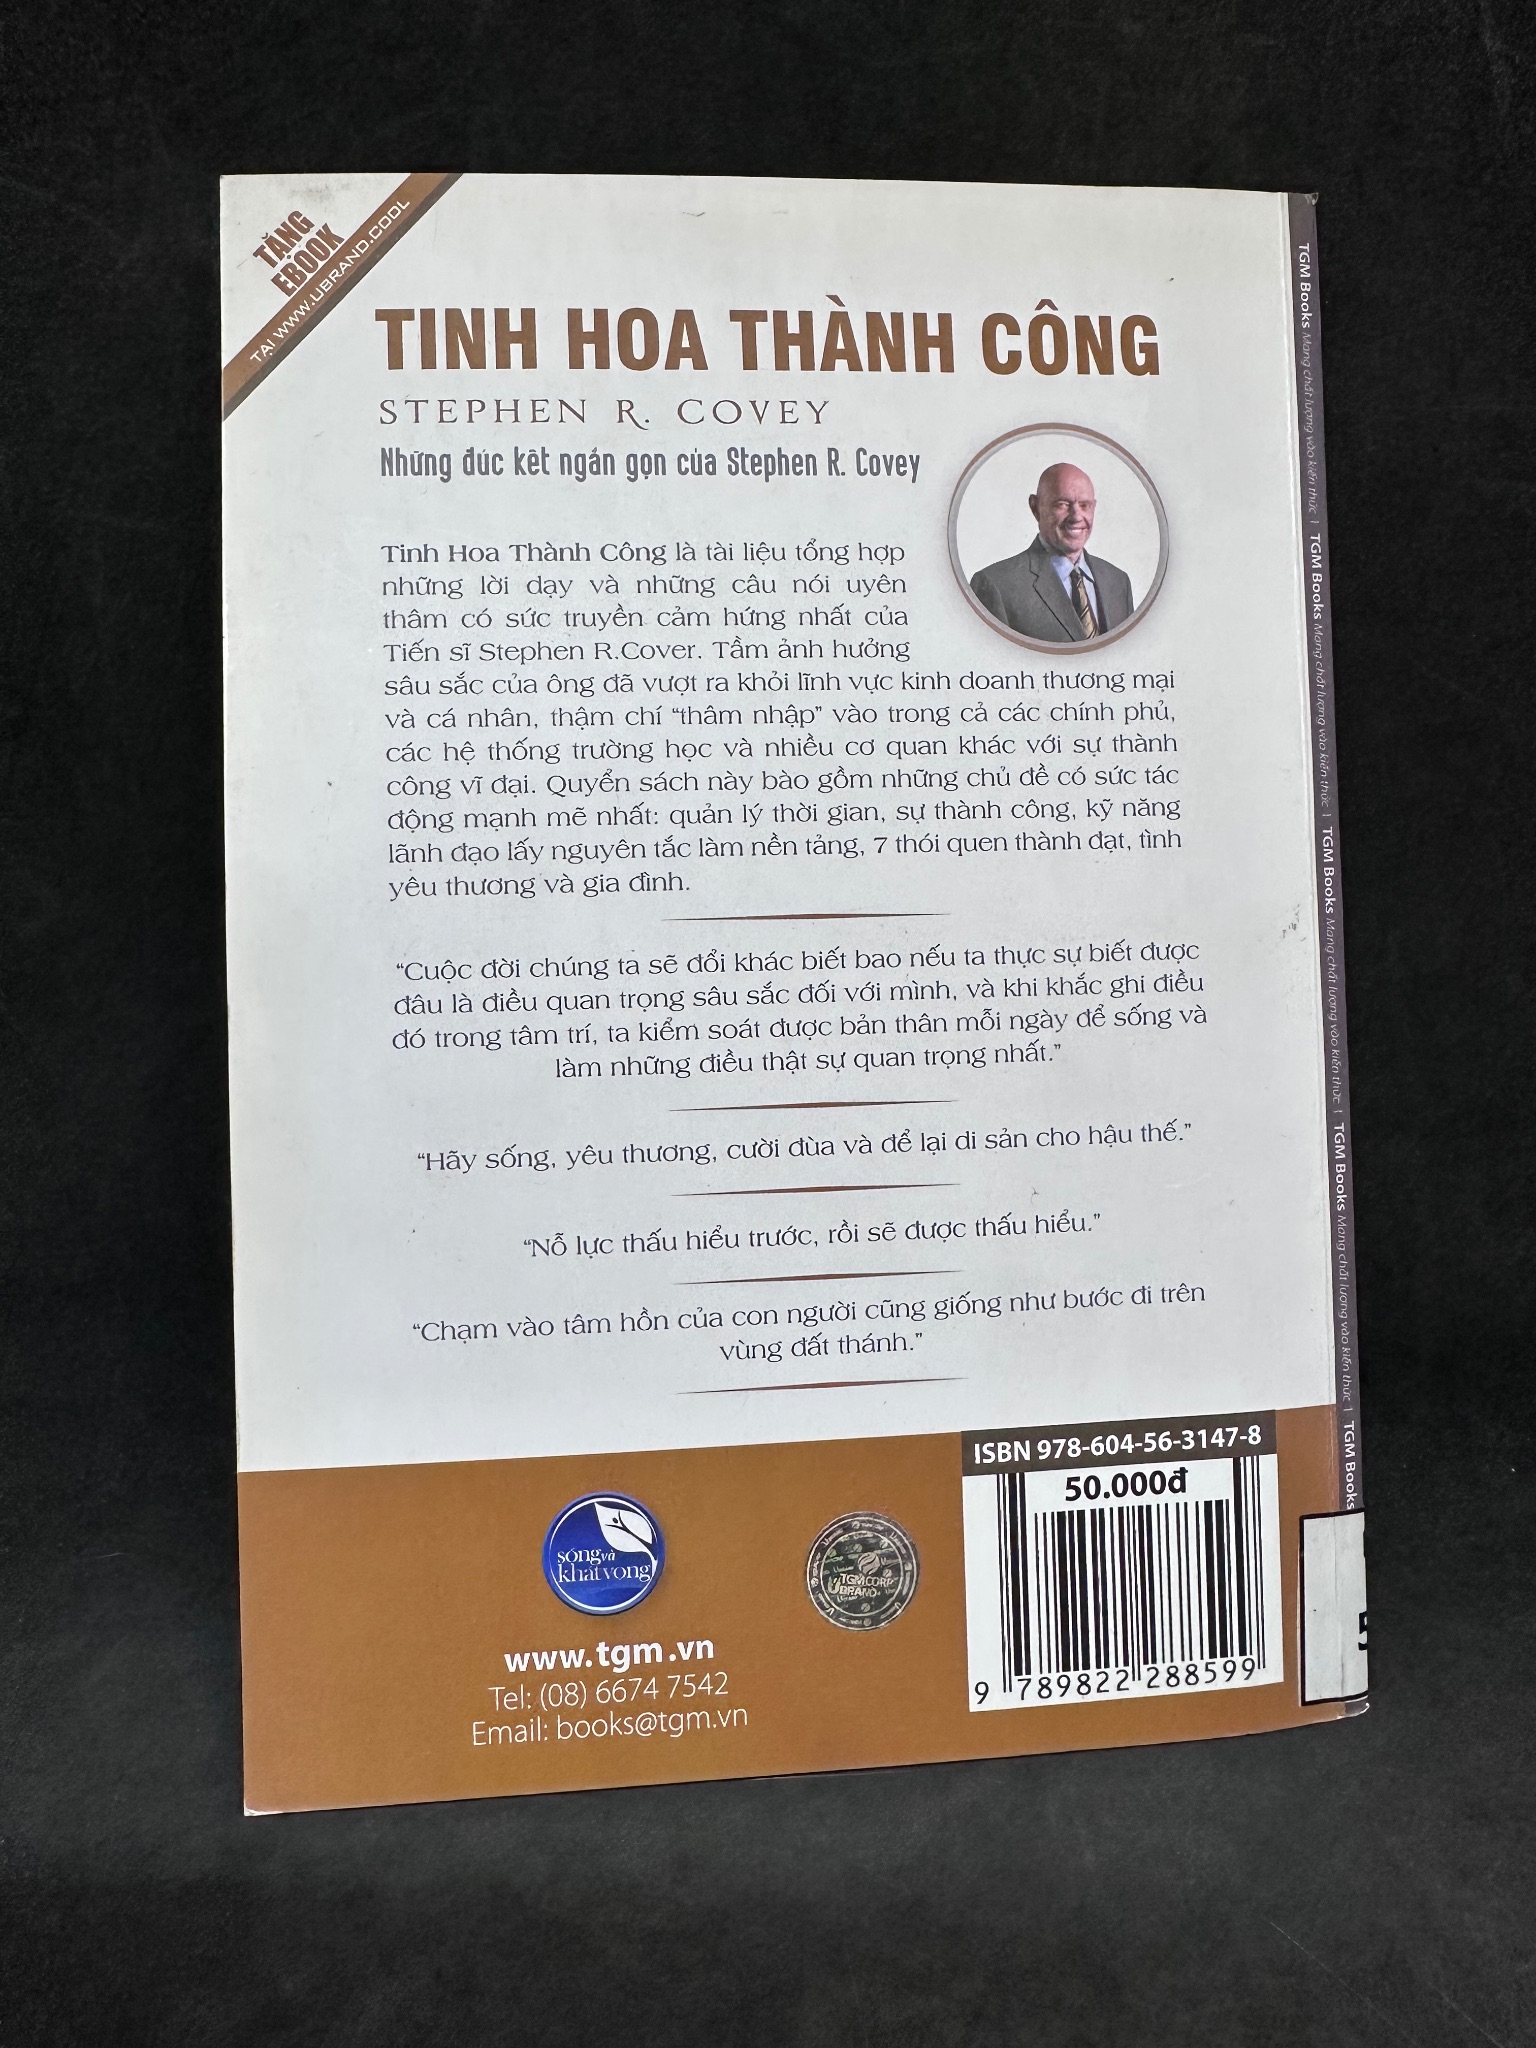 TẶNG
EBOOK
TẠI WWW.UBRAND.COOL
TINH HOA THÀNH CÔNG
STEPHEN R. COVEY
Những đúc kết ngắn gọn của Stephen R. Covey
Tinh Hoa Thành Công là tài liệu tổng hợp
những lời dạy và những câu nói uyên
thâm có sức truyền cảm hứng nhất của
Tiến sĩ Stephen R.Cover. Tầm ảnh hưởng
sâu sắc của ông đã vượt ra khỏi lĩnh vực kinh doanh thương mại
và cá nhân, thậm chí “thâm nhập” vào trong cả các chính phủ,
các hệ thống trường học và nhiều cơ quan khác với sự thành
công vĩ đại. Quyển sách này bào gồm những chủ đề có sức tác
động mạnh mẽ nhất: quản lý thời gian, sự thành công, kỹ năng
lãnh đạo lấy nguyên tắc làm nền tảng, 7 thói quen thành đạt, tình
yêu thương và gia đình.
“Cuộc đời chúng ta sẽ đổi khác biết bao nếu ta thực sự biết được
đâu là điều quan trọng sâu sắc đối với mình, và khi khắc ghi điều
đó trong tâm trí, ta kiểm soát được bản thân mỗi ngày để sống và
làm những điều thật sự quan trọng nhất.”
“Hãy sống, yêu thương, cười đùa và để lại di sản cho hậu thế.”
“Nỗ lực thấu hiểu trước, rồi sẽ được thấu hiểu.”
“Chạm vào tâm hồn của con người cũng giống như bước đi trên
vùng đất thánh.”
ISBN 978-604-56-3147-8
50.000đ
9 789822 288599
sống và
khát vọng
TGMCORP
UBRAND
www.tgm.vn
Tel: (08) 6674 7542
Email: books@tgm.vn
TGM Books Mang chất lượng vào kiến thức | TGM Books Mang chất lượng vào kiến thức | TGM Books Mang chất lượng vào kiến thức | TGM Books Mang chất lượng vào kiến thức | TGM Books